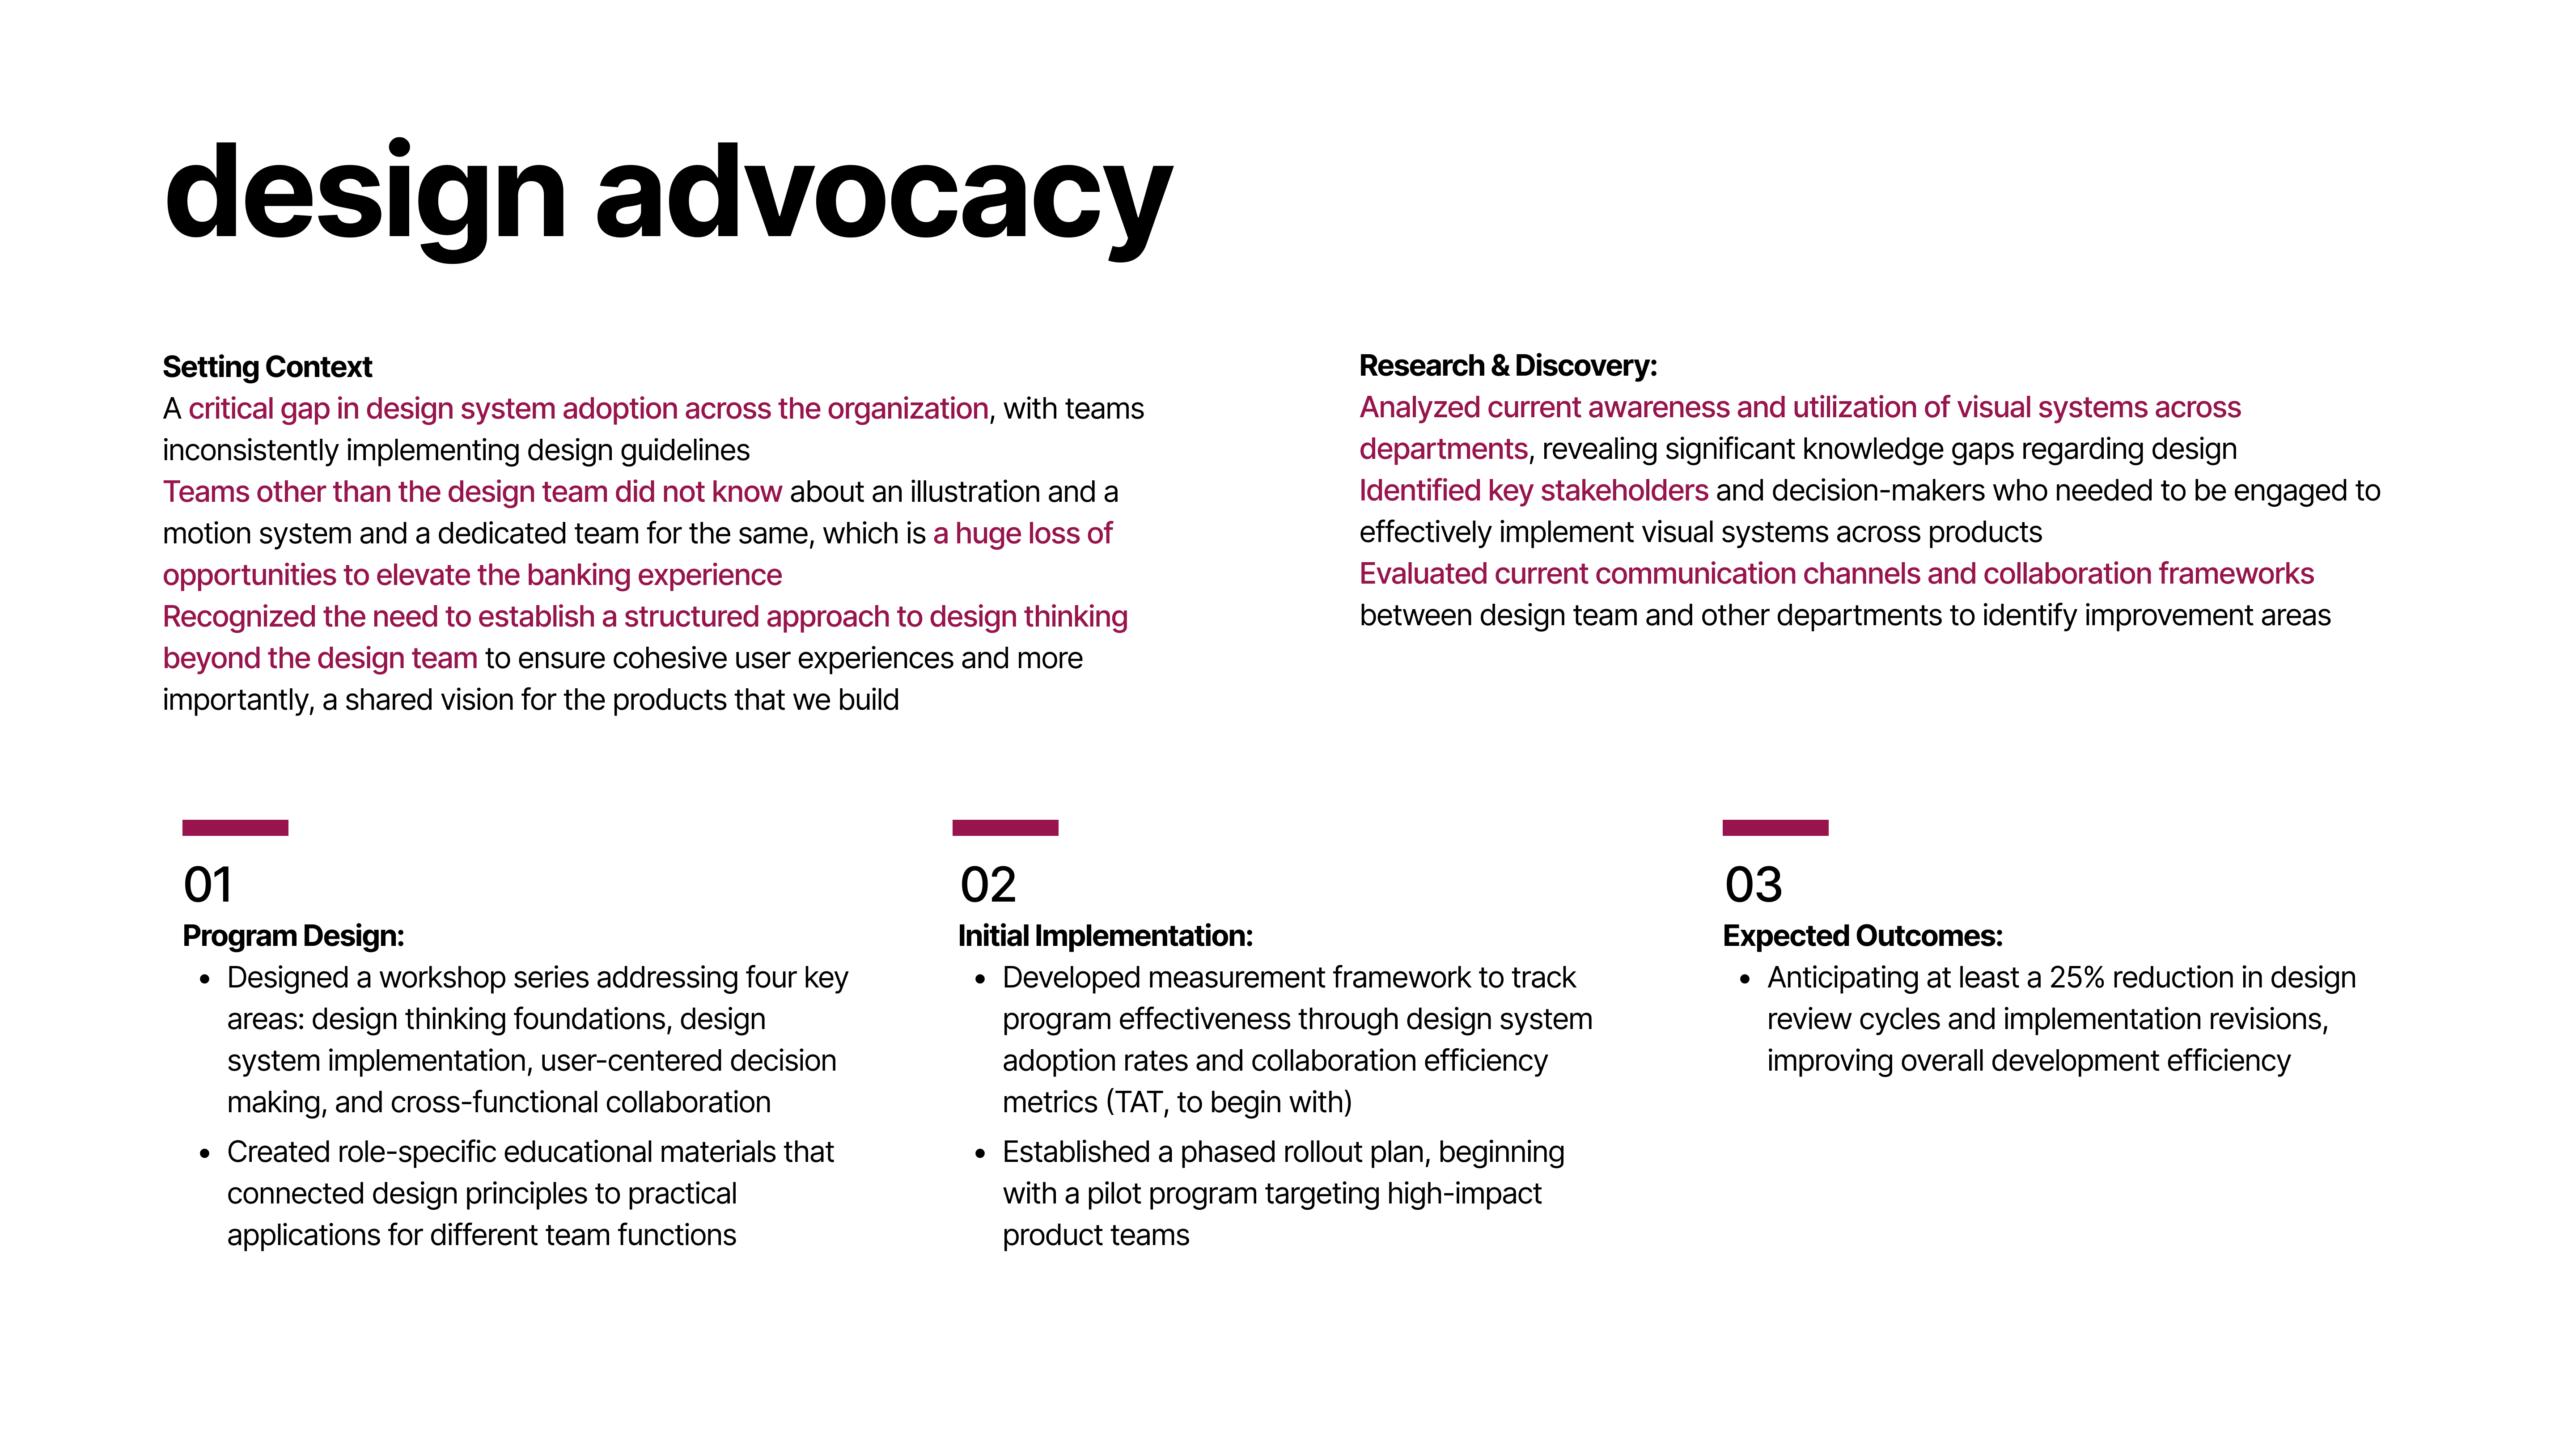 design advocacy
Setting Context
A critical gap in design system adoption across the organization, with teams
inconsistently implementing design guidelines
Teams other than the design team did not know about an illustration and a
motion system and a dedicated team for the same, which is a huge loss of
opportunities to elevate the banking experience
Recognized the need to establish a structured approach to design thinking
beyond the design team to ensure cohesive user experiences and more
importantly, a shared vision for the products that we build
Research & Discovery:
Analyzed current awareness and utilization of visual systems across
departments, revealing significant knowledge gaps regarding design
Identified key stakeholders and decision-makers who needed to be engaged to
effectively implement visual systems across products
Evaluated current communication channels and collaboration frameworks
between design team and other departments to identify improvement areas
01
Program Design:
• Designed a workshop series addressing four key
areas: design thinking foundations, design
system implementation, user-centered decision
making, and cross-functional collaboration
• Created role-specific educational materials that
connected design principles to practical
applications for different team functions
02
Initial Implementation:
• Developed measurement framework to track
program effectiveness through design system
adoption rates and collaboration efficiency
metrics (TAT, to begin with)
• Established a phased rollout plan, beginning
with a pilot program targeting high-impact
product teams
03
Expected Outcomes:
• Anticipating at least a 25% reduction in design
review cycles and implementation revisions,
improving overall development efficiency